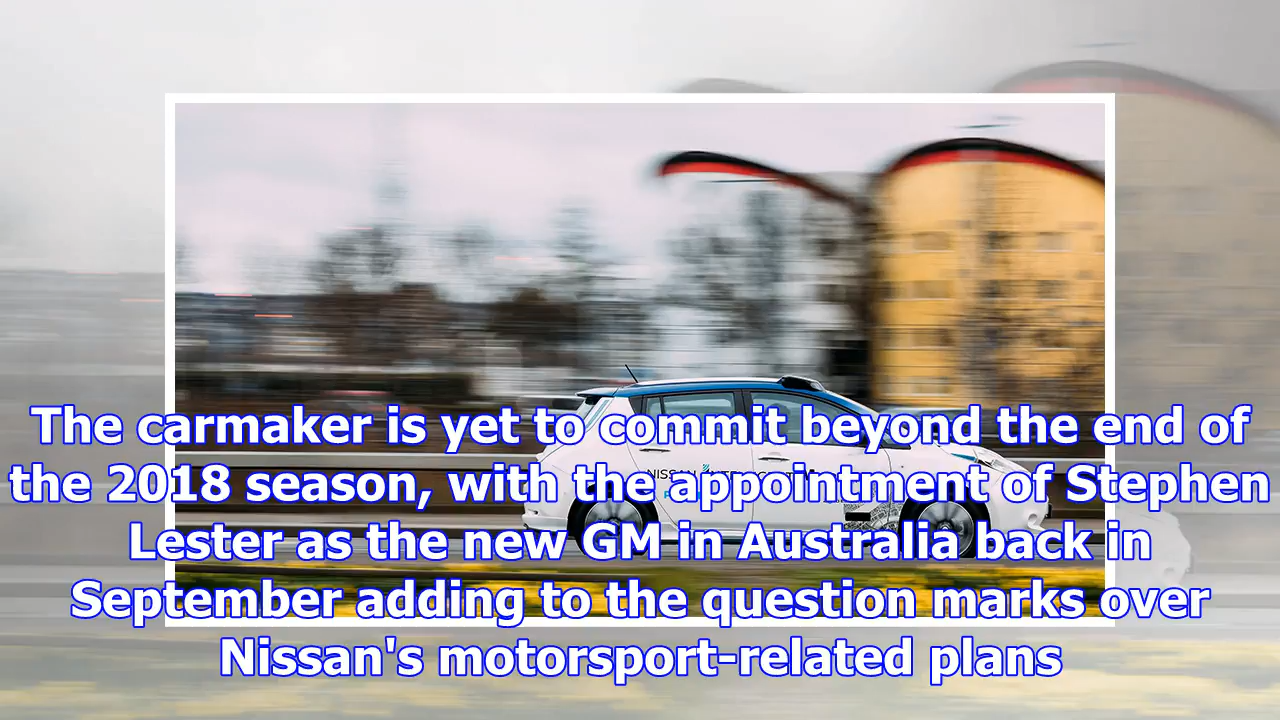 The carmaker is yet to commit beyond the end of
the 2018 season, with the appointment of Stephen
Lester as the new GM in Australia back in
September adding to the question marks over
Nissan's motorsport-related plans
NISSAN